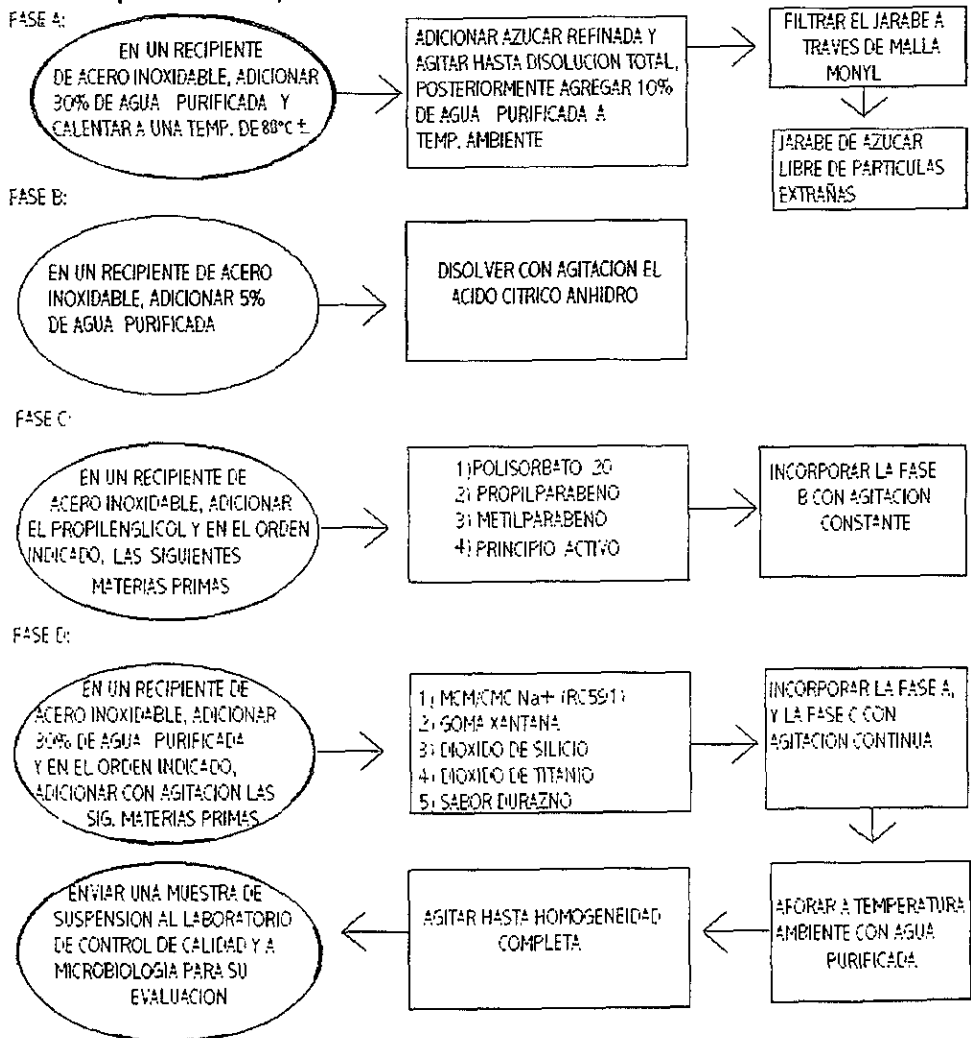 FASE A:
EN UN RECIPIENTE
DE ACERO INOXIDABLE, ADICIONAR
30% DE AGUA PURIFICADA Y
CALENTAR A UNA TEMP. DE 80°C ±
ADICIONAR AZUCAR REFINADA Y
AGITAR HASTA DISOLUCION TOTAL,
POSTERIORMENTE AGREGAR 10%
DE AGUA PURIFICADA A
TEMP. AMBIENTE
FILTRAR EL JARABE A
TRAVES DE MALLA
MONYL
JARABE DE AZUCAR
LIBRE DE PARTICULAS
EXTRAÑAS
FASE B:
EN UN RECIPIENTE DE ACERO
INOXIDABLE, ADICIONAR 5%
DE AGUA PURIFICADA
DISOLVER CON AGITACION EL
ACIDO CITRICO ANHIDRO
FASE C:
EN UN RECIPIENTE DE
ACERO INOXIDABLE, ADICIONAR
EL PROPILENGLICOL Y EN EL ORDEN
INDICADO, LAS SIGUIENTES
MATERIAS PRIMAS
1) POLISORBATO 20
2) PROPILPARABENO
3) METILPARABENO
4) PRINCIPIO ACTIVO
INCORPORAR LA FASE
B CON AGITACION
CONSTANTE
FASE D:
EN UN RECIPIENTE DE
ACERO INOXIDABLE, ADICIONAR
30% DE AGUA PURIFICADA
Y EN EL ORDEN INDICADO,
ADICIONAR CON AGITACION LAS
SIG. MATERIAS PRIMAS
1) MCM/CMC Na+ (RC591)
2) GOMA XANTANA
3) DIOXIDO DE SILICIO
4) DIOXIDO DE TITANIO
5) SABOR DURAZNO
INCORPORAR LA FASE A,
Y LA FASE C CON
AGITACION CONTINUA
ENVIAR UNA MUESTRA DE
SUSPENSION AL LABORATORIO
DE CONTROL DE CALIDAD Y A
MICROBIOLOGIA PARA SU
EVALUACION
AGITAR HASTA HOMOGENEIDAD
COMPLETA
AFORAR A TEMPERATURA
AMBIENTE CON AGUA
PURIFICADA